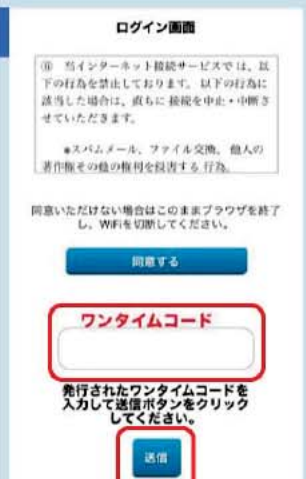 ログイン画面
⑪ 当インターネット接続サービスでは、以
下の行為を禁止しております。以下の行為に
該当した場合は、直ちに 接続を中止・中断さ
せていただきます。
●スパムメール、ファイル交換、 他人の
著作権その他の権利を侵害する 行為。
同意いただけない場合はこのままブラウザを終了
し、WiFiを切断してください。
同意する
ワンタイムコード
発行されたワンタイムコードを
入力して送信ボタンをクリック
してください。
送信